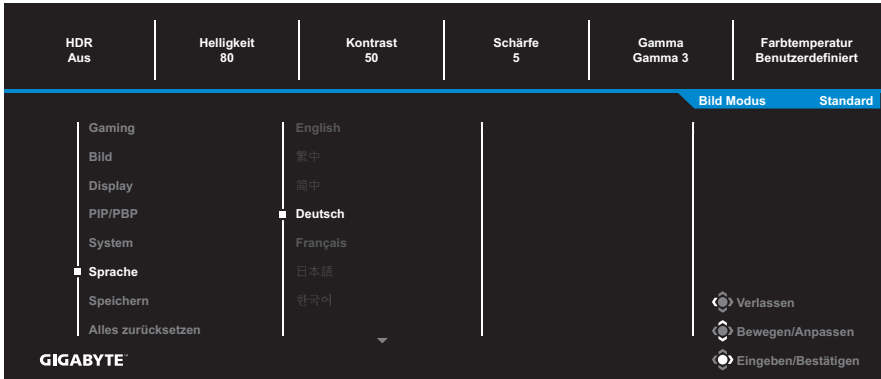 HDR
Aus
Helligkeit
80
Kontrast
50
Schärfe
5
Gamma
Gamma 3
Farbtemperatur
Benutzerdefiniert
Bild Modus Standard
Gaming
Bild
Display
PIP/PBP
System
Sprache
Speichern
Alles zurücksetzen
English
繁中
簡中
Deutsch
Français
日本語
한국어
Verlassen
Bewegen/Anpassen
Eingeben/Bestätigen
GIGABYTE™